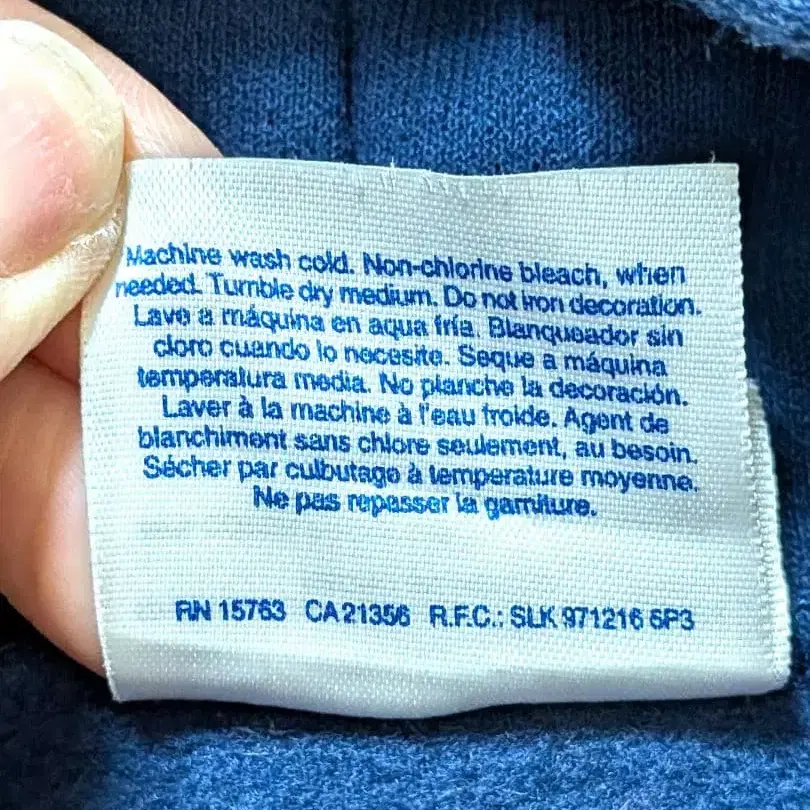 Machine wash cold. Non-chlorine bleach, when
needed. Tumble dry medium. Do not iron decoration.
Lave a máquina en aqua fría. Blanqueador sin
cloro cuando lo necesite. Seque a máquina
temperatura media. No planche la decoración.
Laver à la machine à l'eau froide. Agent de
blanchiment sans chlore seulement, au besoin.
Sécher par culbutage à temperature moyenne.
Ne pas repasser la garniture.
RN 15763 CA 21356 R.F.C.: SLK 971216 6P3